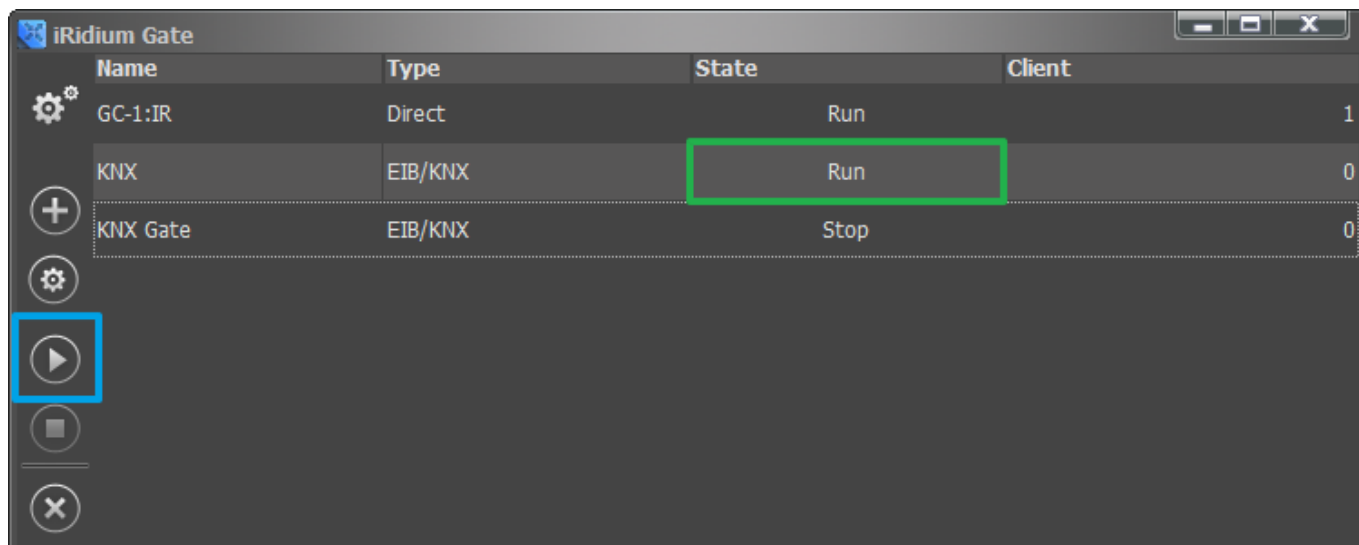 iRidium Gate
Name Type State Client
GC-1:IR Direct Run 1
KNX EIB/KNX Run 0
KNX Gate EIB/KNX Stop 0